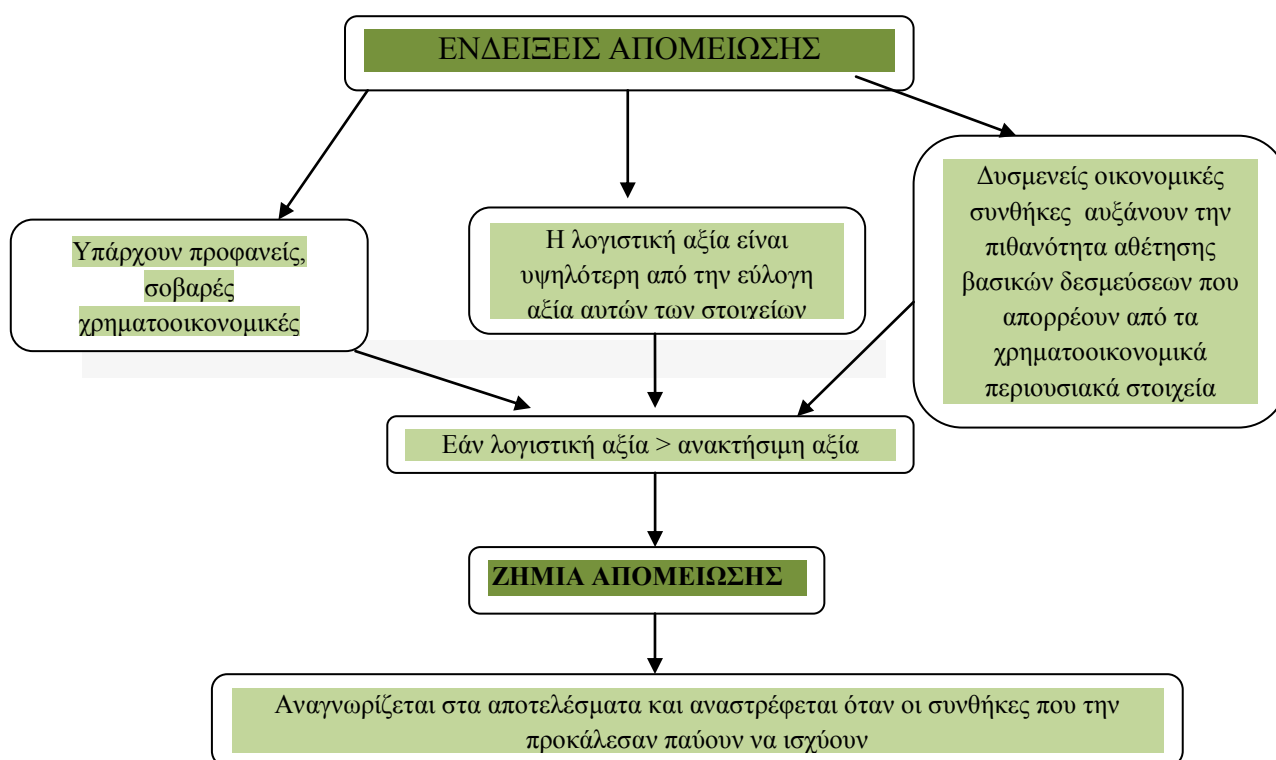 ΕΝΔΕΙΞΕΙΣ ΑΠΟΜΕΙΩΣΗΣ
Υπάρχουν προφανείς,
σοβαρές
χρηματοοικονομικές
Η λογιστική αξία είναι
υψηλότερη από την εύλογη
αξία αυτών των στοιχείων
Δυσμενείς οικονομικές
συνθήκες αυξάνουν την
πιθανότητα αθέτησης
βασικών δεσμεύσεων που
απορρέουν από τα
χρηματοοικονομικά
περιουσιακά στοιχεία
Εάν λογιστική αξία > ανακτήσιμη αξία
ΖΗΜΙΑ ΑΠΟΜΕΙΩΣΗΣ
Αναγνωρίζεται στα αποτελέσματα και αναστρέφεται όταν οι συνθήκες που την
προκάλεσαν παύουν να ισχύουν